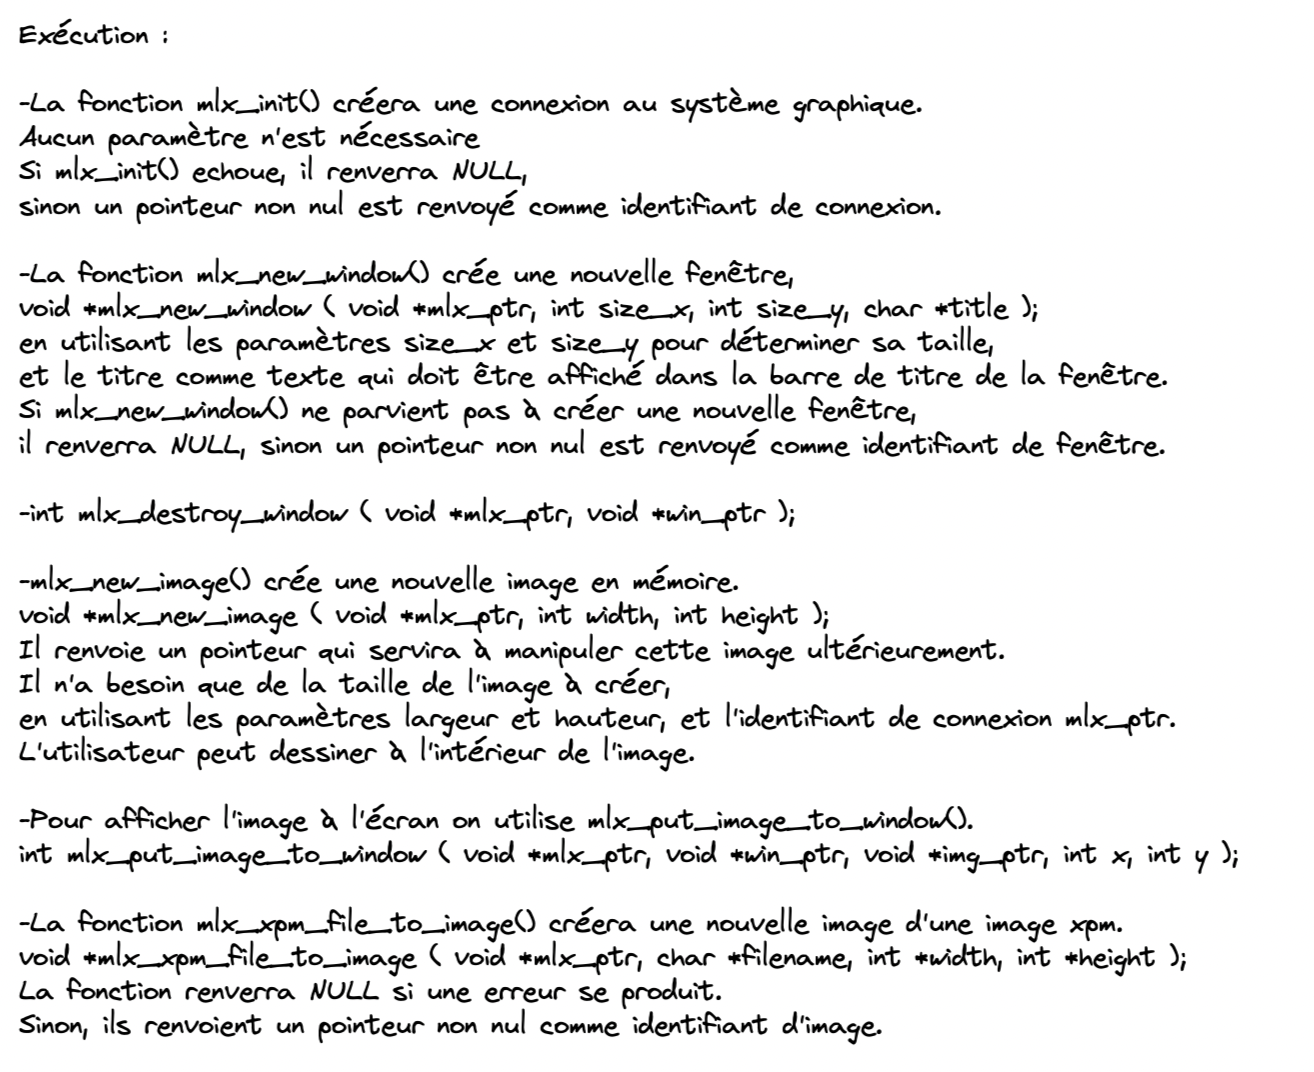 Exécution :
-La fonction mlx_init() créera une connexion au système graphique.
Aucun paramètre n'est nécessaire
Si mlx_init() echoue, il renverra NULL,
sinon un pointeur non nul est renvoyé comme identifiant de connexion.
-La fonction mlx_new_window() crée une nouvelle fenêtre,
void *mlx_new_window ( void *mlx_ptr, int size_x, int size_y, char *title );
en utilisant les paramètres size_x et size_y pour déterminer sa taille,
et le titre comme texte qui doit être affiché dans la barre de titre de la fenêtre.
Si mlx_new_window() ne parvient pas à créer une nouvelle fenêtre,
il renverra NULL, sinon un pointeur non nul est renvoyé comme identifiant de fenêtre.
-int mlx_destroy_window ( void *mlx_ptr, void *win_ptr );
-mlx_new_image() crée une nouvelle image en mémoire.
void *mlx_new_image ( void *mlx_ptr, int width, int height );
Il renvoie un pointeur qui servira à manipuler cette image ultérieurement.
Il n'a besoin que de la taille de l'image à créer,
en utilisant les paramètres largeur et hauteur, et l'identifiant de connexion mlx_ptr.
L'utilisateur peut dessiner à l'intérieur de l'image.
-Pour afficher l'image à l'écran on utilise mlx_put_image_to_window().
int mlx_put_image_to_window ( void *mlx_ptr, void *win_ptr, void *img_ptr, int x, int y );
-La fonction mlx_xpm_file_to_image() créera une nouvelle image d'une image xpm.
void *mlx_xpm_file_to_image ( void *mlx_ptr, char *filename, int *width, int *height );
La fonction renverra NULL si une erreur se produit.
Sinon, ils renvoient un pointeur non nul comme identifiant d'image.